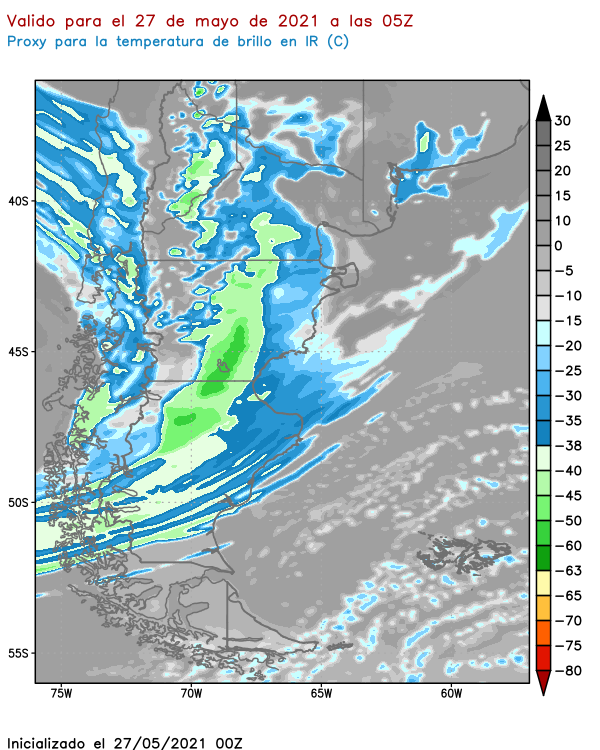 Valido para el 27 de mayo de 2021 a las 05Z
Proxy para la temperatura de brillo en IR (C)
30
25
20
15
10
0
−5
−10
−15
−20
−25
−30
−35
−38
−40
−45
−50
−60
−63
−65
−70
−75
−80
40S
45S
50S
55S
75W 70W 65W 60W
Inicializado el 27/05/2021 00Z